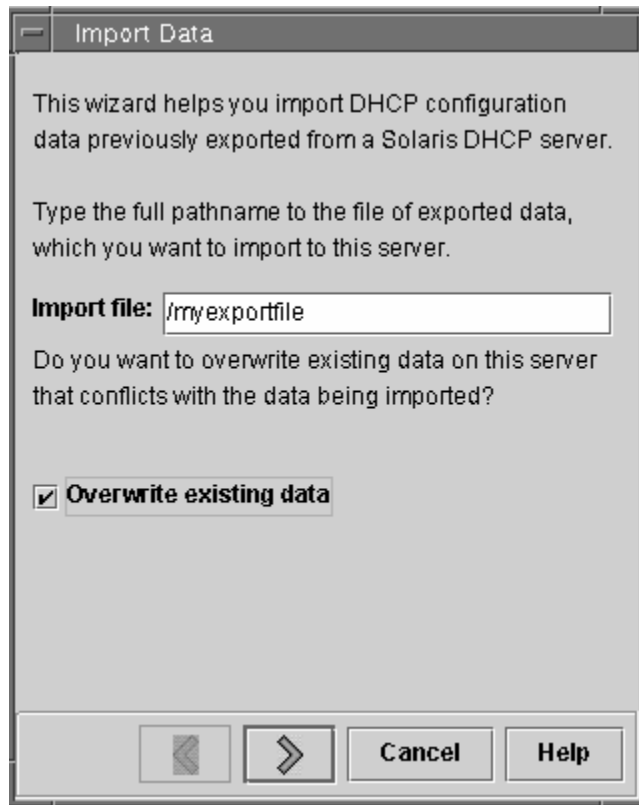 Import Data
This wizard helps you import DHCP configuration
data previously exported from a Solaris DHCP server.
Type the full pathname to the file of exported data,
which you want to import to this server.
Import file: /myexportfile
Do you want to overwrite existing data on this server
that conflicts with the data being imported?
Overwrite existing data
Cancel Help